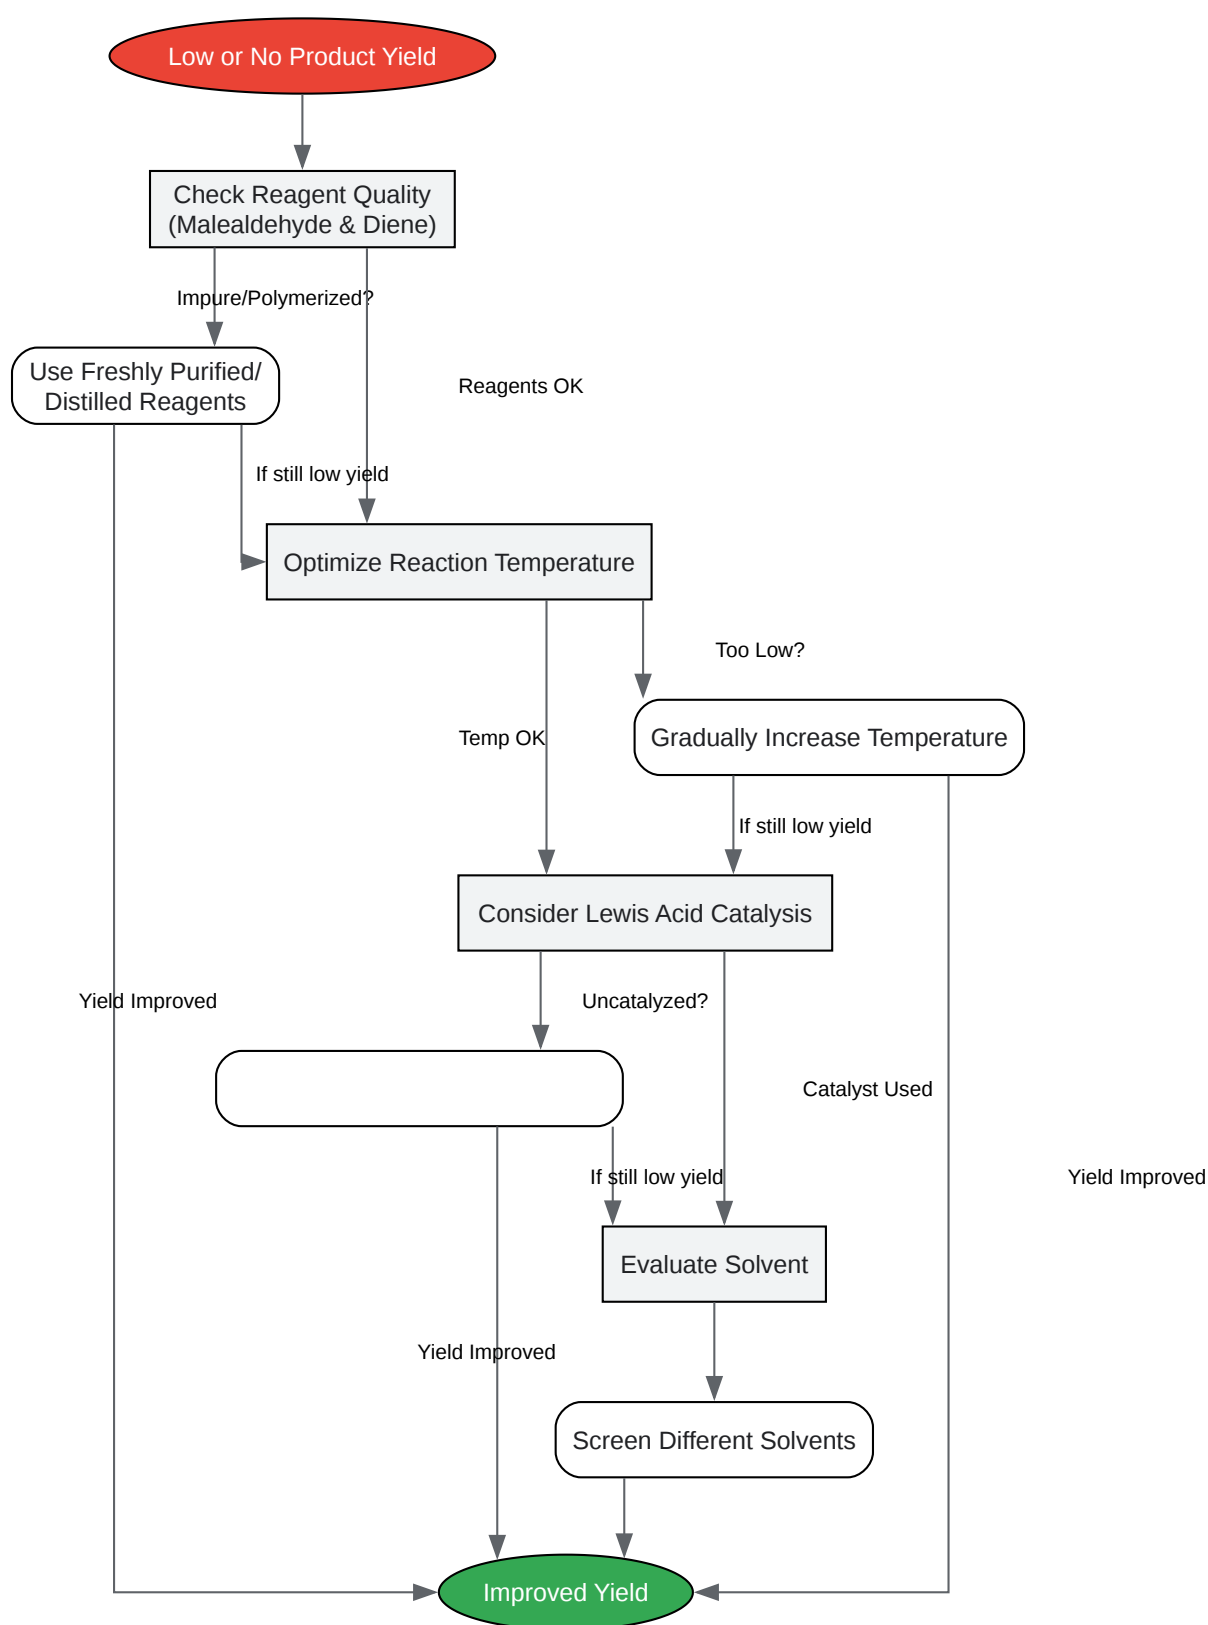 Low or No Product Yield
Check Reagent Quality
(Malealdehyde & Diene)
Impure/Polymerized?
Use Freshly Purified/
Distilled Reagents
Reagents OK
If still low yield
Optimize Reaction Temperature
Too Low?
Temp OK
Gradually Increase Temperature
If still low yield
Consider Lewis Acid Catalysis
Yield Improved
Uncatalyzed?
Catalyst Used
If still low yield
Yield Improved
Evaluate Solvent
Yield Improved
Screen Different Solvents
Improved Yield